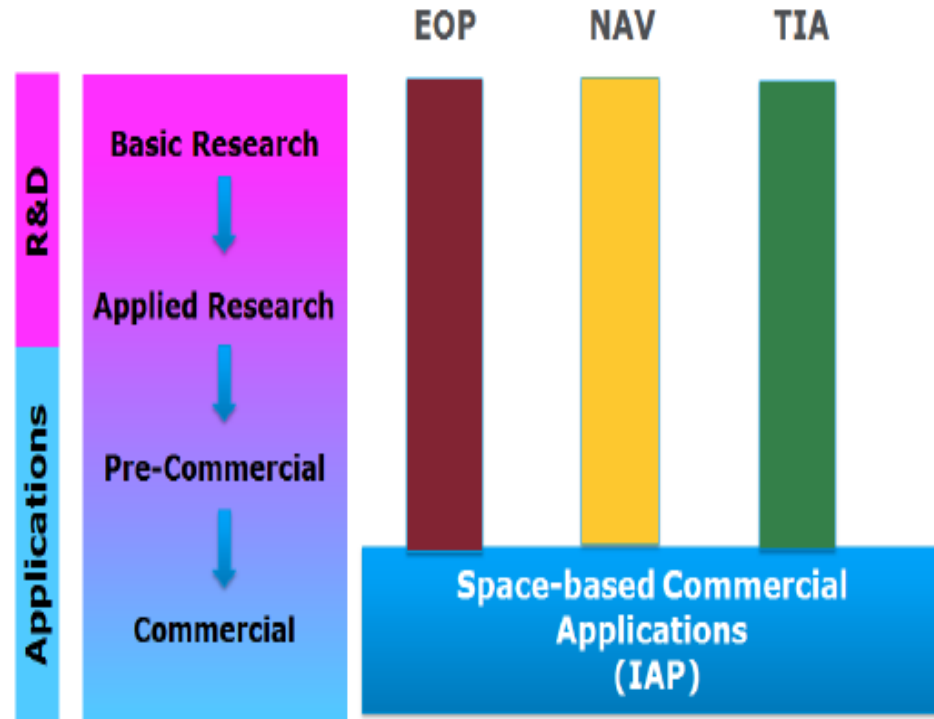 EOP NAV TIA
R&D
Basic Research
Applied Research
Applications
Pre-Commercial
Commercial
Space-based Commercial
Applications
(IAP)